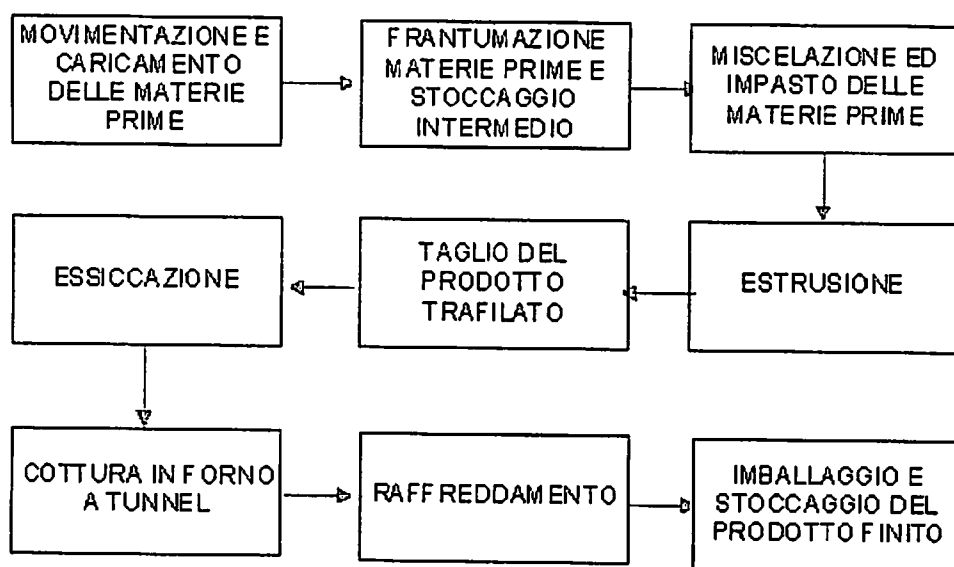 MOVIMENTAZIONE E
CARICAMENTO
DELLE MATERIE
PRIME
FRANTUMAZIONE
MATERIE PRIME E
STOCCAGGIO
INTERMEDIO
MISCELAZIONE ED
IMPASTO DELLE
MATERIE PRIME
ESTRUSIONE
TAGLIO DEL
PRODOTTO
TRAFILATO
ESSICCAZIONE
COTTURA IN FORNO
A TUNNEL
RAFFREDDAMENTO
IMBALLAGGIO E
STOCCAGGIO DEL
PRODOTTO FINITO